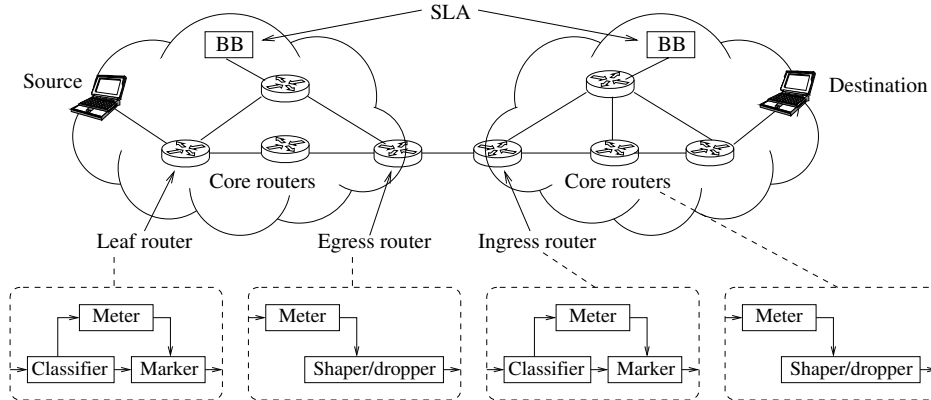 SLA
BB
BB
Source
Destination
Core routers
Core routers
Leaf router
Egress router
Ingress router
Meter
Meter
Meter
Meter
Classifier
Marker
Shaper/dropper
Classifier
Marker
Shaper/dropper